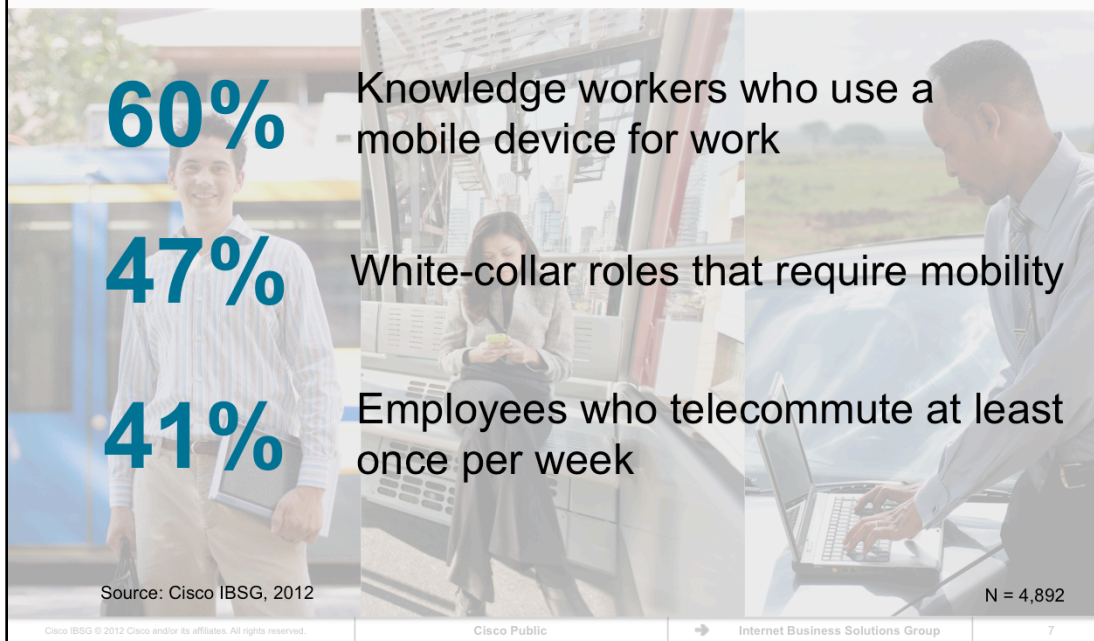 60%
Knowledge workers who use a
mobile device for work
47%
White-collar roles that require mobility
41%
Employees who telecommute at least
once per week
Source: Cisco IBSG, 2012
N = 4,892
Cisco IBSG © 2012 Cisco and/or its affiliates. All rights reserved.
Cisco Public
Internet Business Solutions Group
7